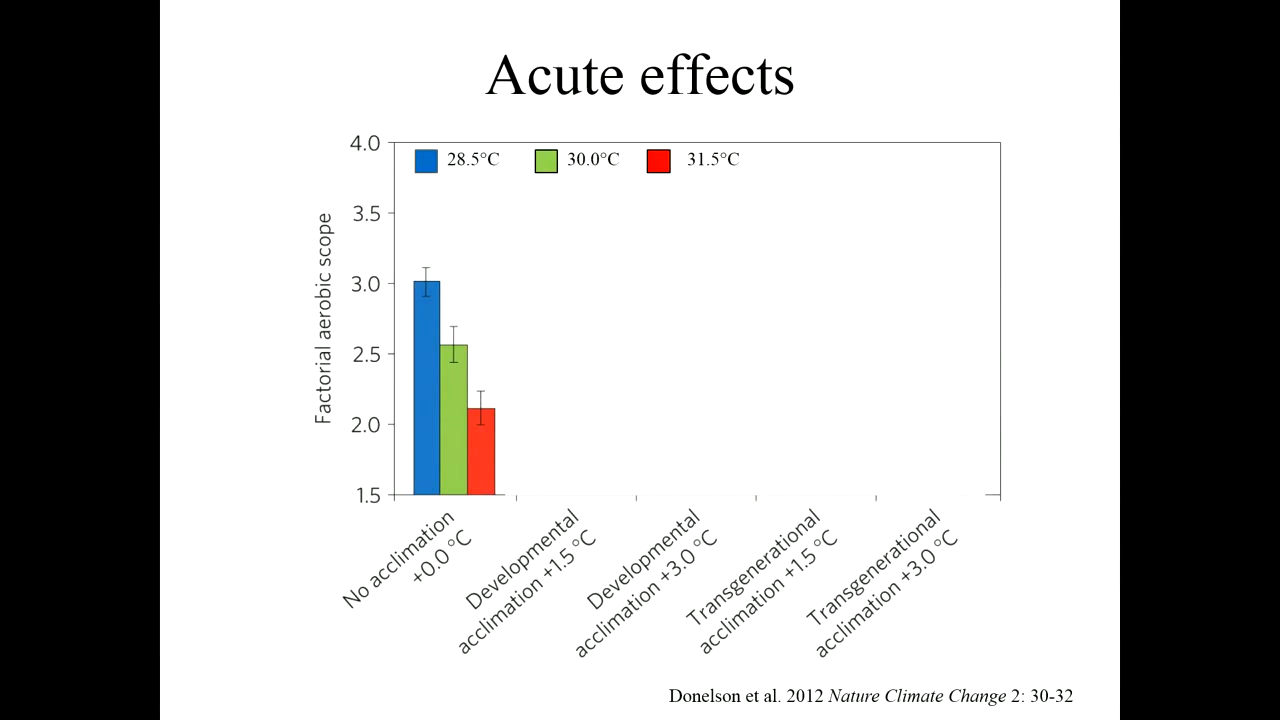 Acute effects
4.0
28.5°C 30.0°C 31.5°C
3.5
3.0
2.5
2.0
1.5
Factorial aerobic scope
No acclimation
+0.0 °C
Developmental
acclimation +1.5 °C
Developmental
acclimation +3.0 °C
Transgenerational
acclimation +1.5 °C
Transgenerational
acclimation +3.0 °C
Donelson et al. 2012 Nature Climate Change 2: 30-32